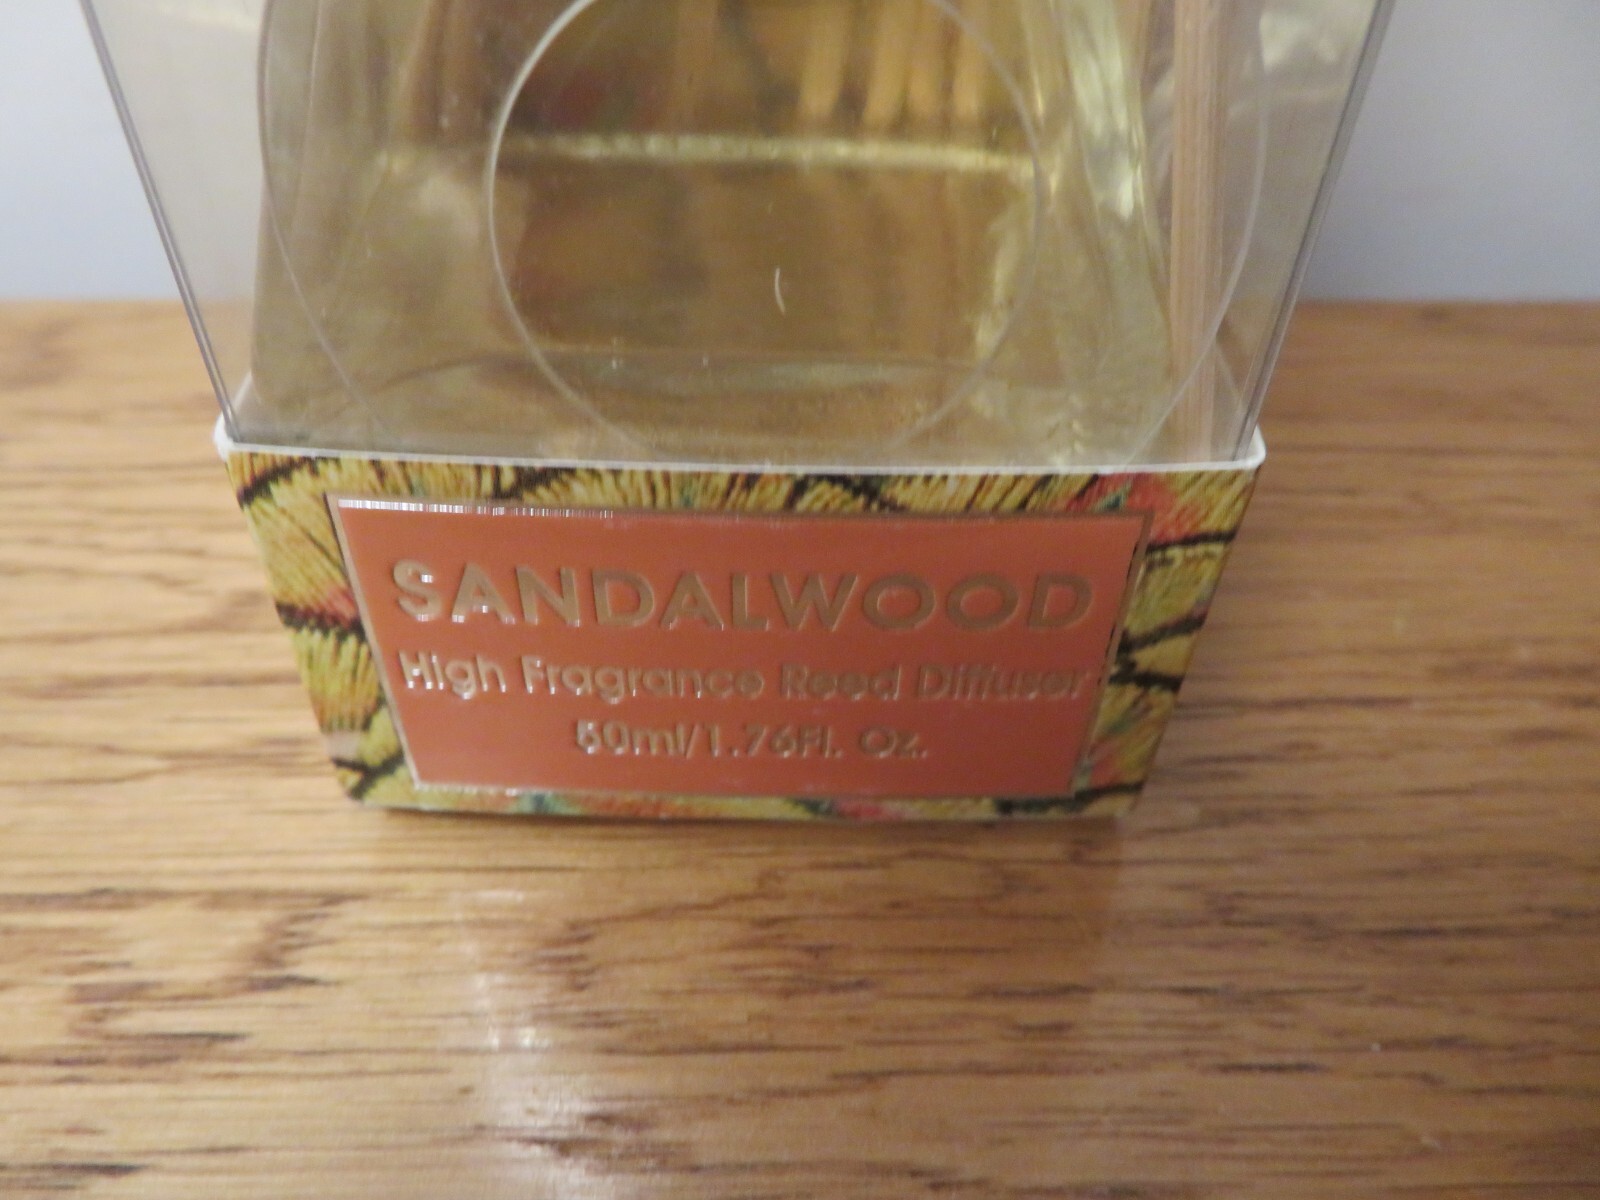 SANDALWOOD
High Fragrance Reed Diffuser
50ml/1.76Fl. Oz.